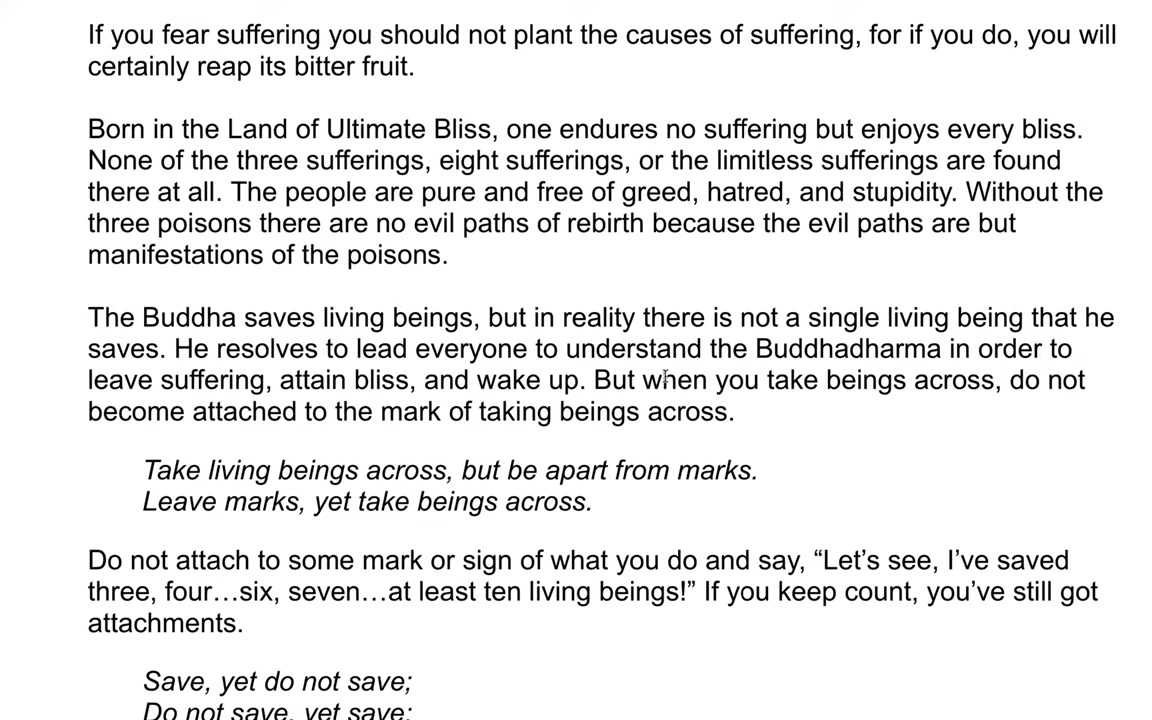 If you fear suffering you should not plant the causes of suffering, for if you do, you will
certainly reap its bitter fruit.
Born in the Land of Ultimate Bliss, one endures no suffering but enjoys every bliss.
None of the three sufferings, eight sufferings, or the limitless sufferings are found
there at all. The people are pure and free of greed, hatred, and stupidity. Without the
three poisons there are no evil paths of rebirth because the evil paths are but
manifestations of the poisons.
The Buddha saves living beings, but in reality there is not a single living being that he
saves. He resolves to lead everyone to understand the Buddhadharma in order to
leave suffering, attain bliss, and wake up. But when you take beings across, do not
become attached to the mark of taking beings across.
Take living beings across, but be apart from marks.
Leave marks, yet take beings across.
Do not attach to some mark or sign of what you do and say, “Let’s see, I’ve saved
three, four…six, seven…at least ten living beings!” If you keep count, you’ve still got
attachments.
Save, yet do not save;
Do not save, yet save;